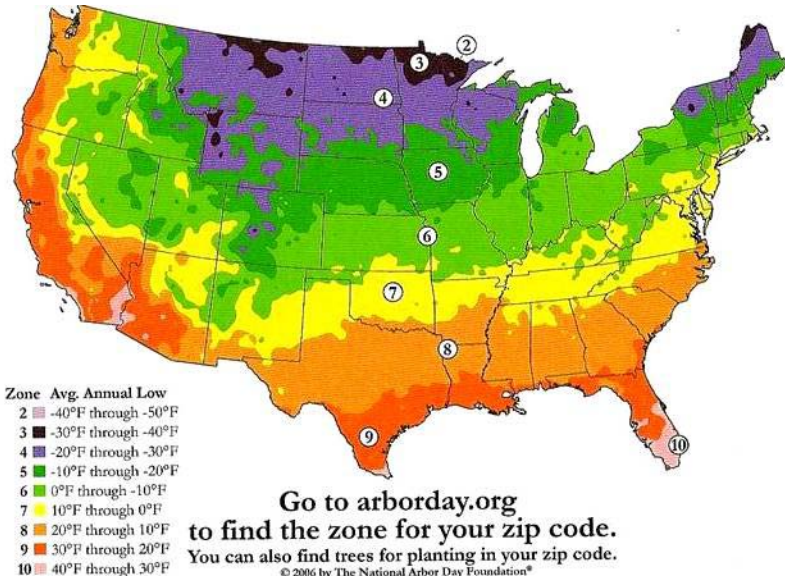 2
3
4
5
6
7
8
9
10
Zone Avg. Annual Low
2 -40°F through -50°F
3 -30°F through -40°F
4 -20°F through -30°F
5 -10°F through -20°F
6 0°F through -10°F
7 10°F through 0°F
8 20°F through 10°F
9 30°F through 20°F
10 40°F through 30°F
Go to arborday.org
to find the zone for your zip code.
You can also find trees for planting in your zip code.
© 2006 by The National Arbor Day Foundation®